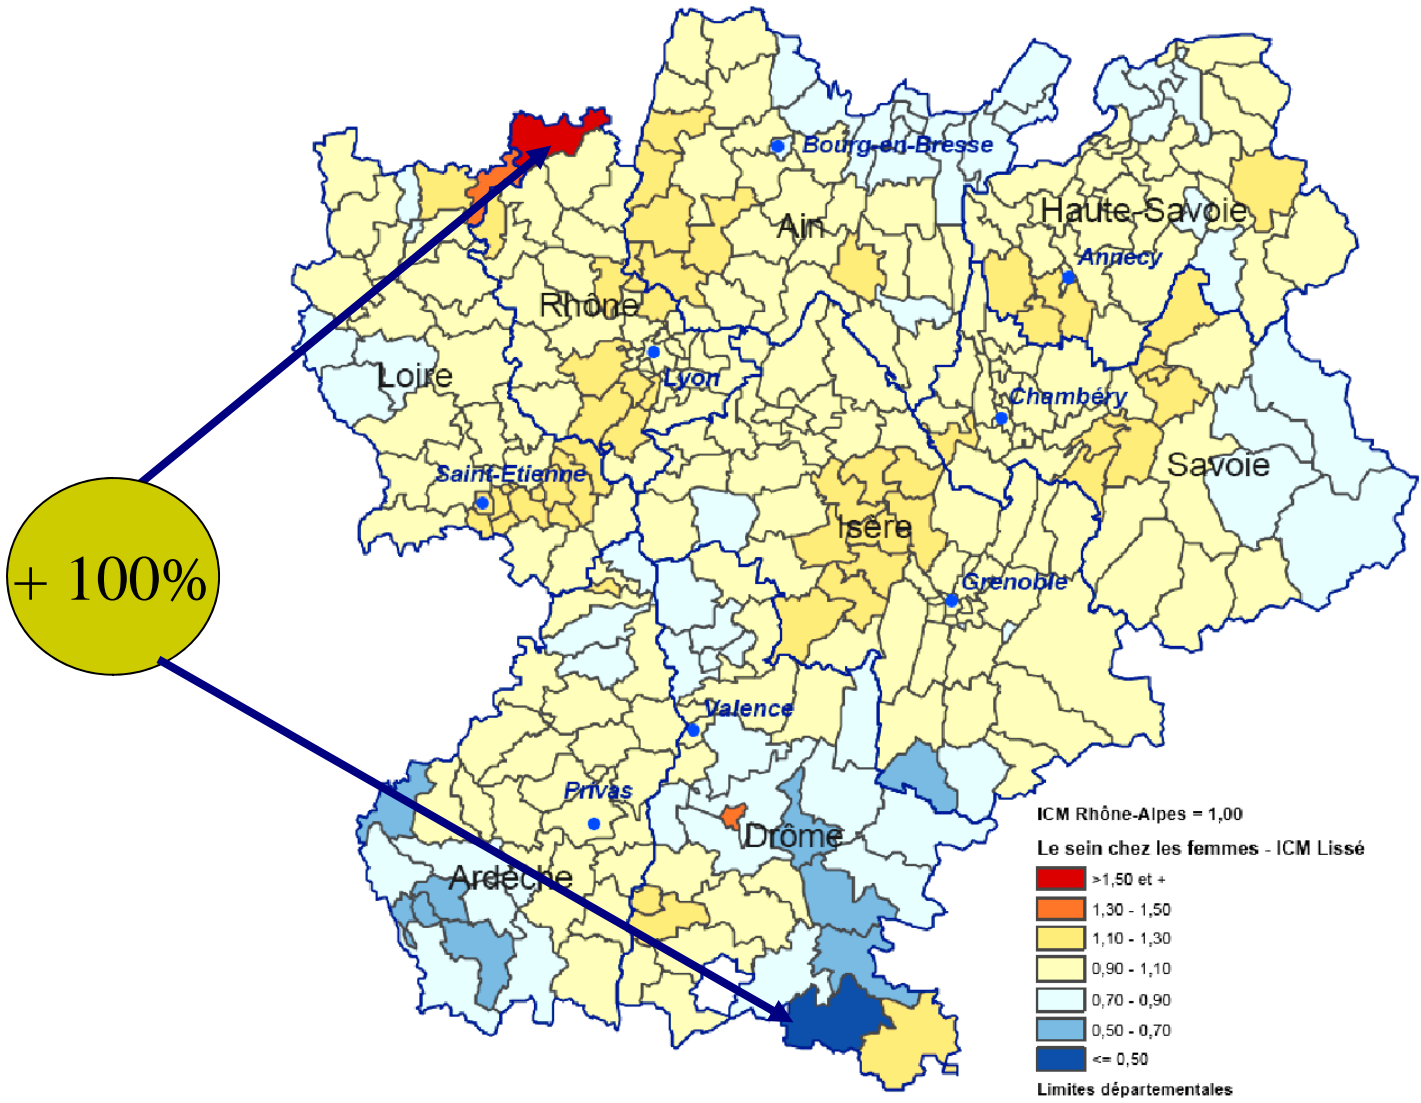 Bourg-en-Bresse
Haute-Savoie
Ain
Annecy
Rhône
Loire
Lyon
Chambéry
Saint-Etienne
Savoie
Isère
+ 100%
Grenoble
Valence
Privas
Drôme
Ardèche
ICM Rhône-Alpes = 1,00
Le sein chez les femmes - ICM Lissé
>1,50 et +
1,30 - 1,50
1,10 - 1,30
0,90 - 1,10
0,70 - 0,90
0,50 - 0,70
<= 0,50
Limites départementales